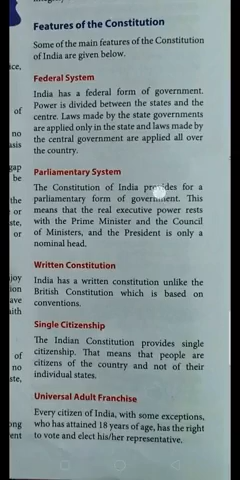 Features of the Constitution
Some of the main features of the Constitution
of India are given below.
Federal System
India has a federal form of government.
Power is divided between the states and the
centre. Laws made by the state governments
are applied only in the state and laws made by
the central government are applied all over
the country.
Parliamentary System
The Constitution of India provides for a
parliamentary form of government. This
means that the real executive power rests
with the Prime Minister and the Council
of Ministers, and the President is only a
nominal head.
Written Constitution
India has a written constitution unlike the
British Constitution which is based on
conventions.
Single Citizenship
The Indian Constitution provides single
citizenship. That means that people are
citizens of the country and not of their
individual states.
Universal Adult Franchise
Every citizen of India, with some exceptions,
who has attained 18 years of age, has the right
to vote and elect his/her representative.